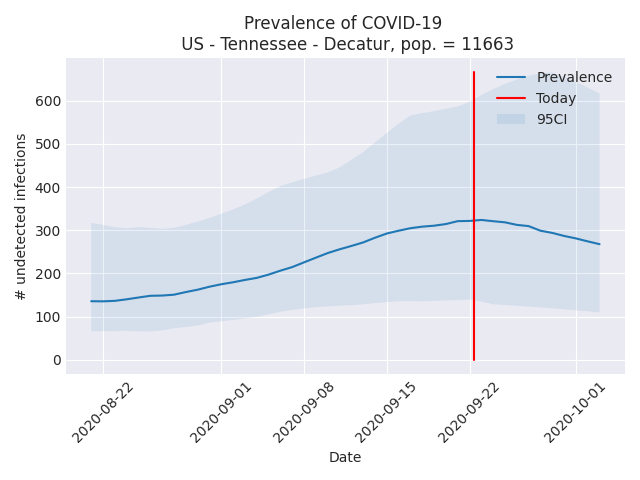 Prevalence of COVID-19
US - Tennessee - Decatur, pop. = 11663
Prevalence
Today
95CI
# undetected infections
600
500
400
300
200
100
0
2020-08-22
2020-09-01
2020-09-08
2020-09-15
2020-09-22
2020-10-01
Date